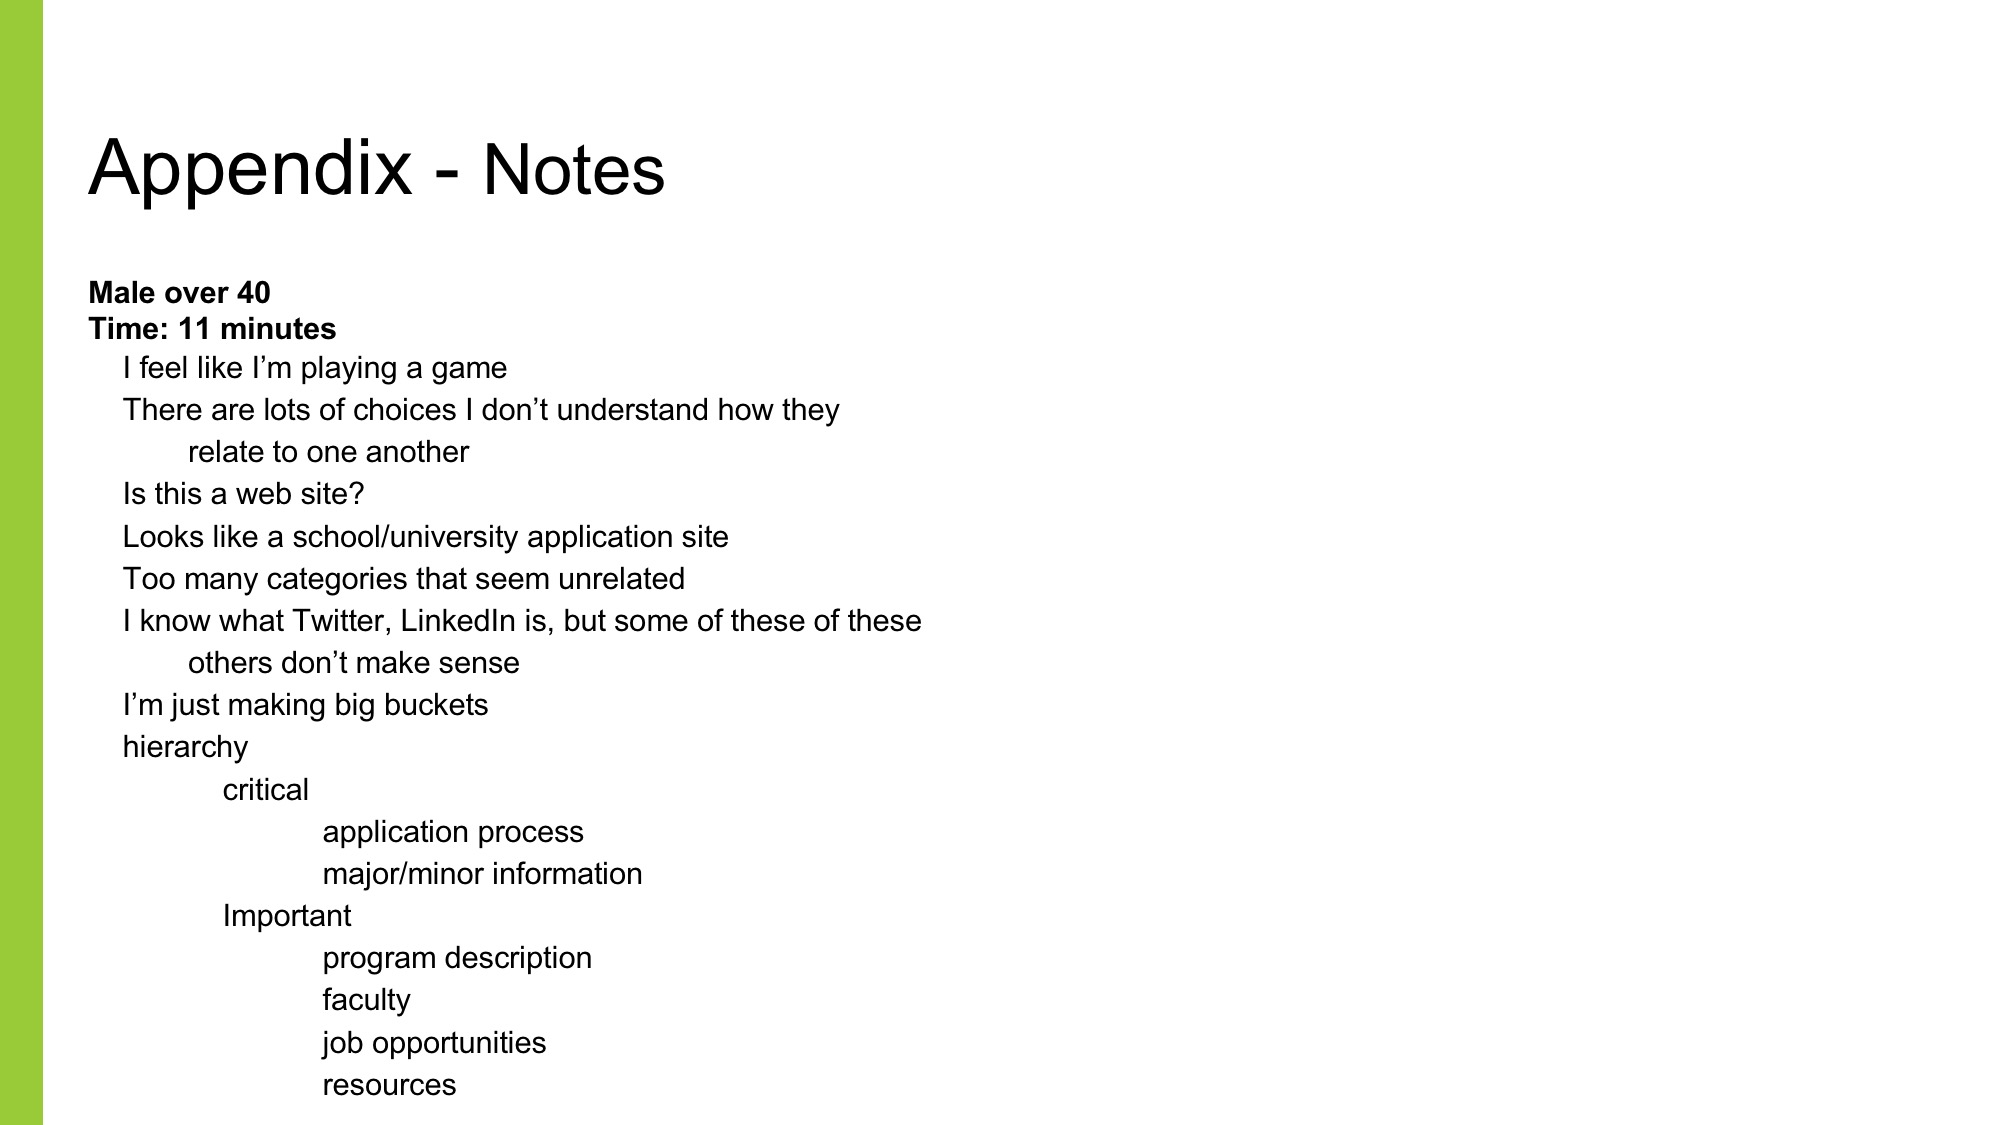 Appendix - Notes
Male over 40
Time: 11 minutes
I feel like I’m playing a game
There are lots of choices I don’t understand how they
relate to one another
Is this a web site?
Looks like a school/university application site
Too many categories that seem unrelated
I know what Twitter, LinkedIn is, but some of these of these
others don’t make sense
I’m just making big buckets
hierarchy
critical
application process
major/minor information
Important
program description
faculty
job opportunities
resources